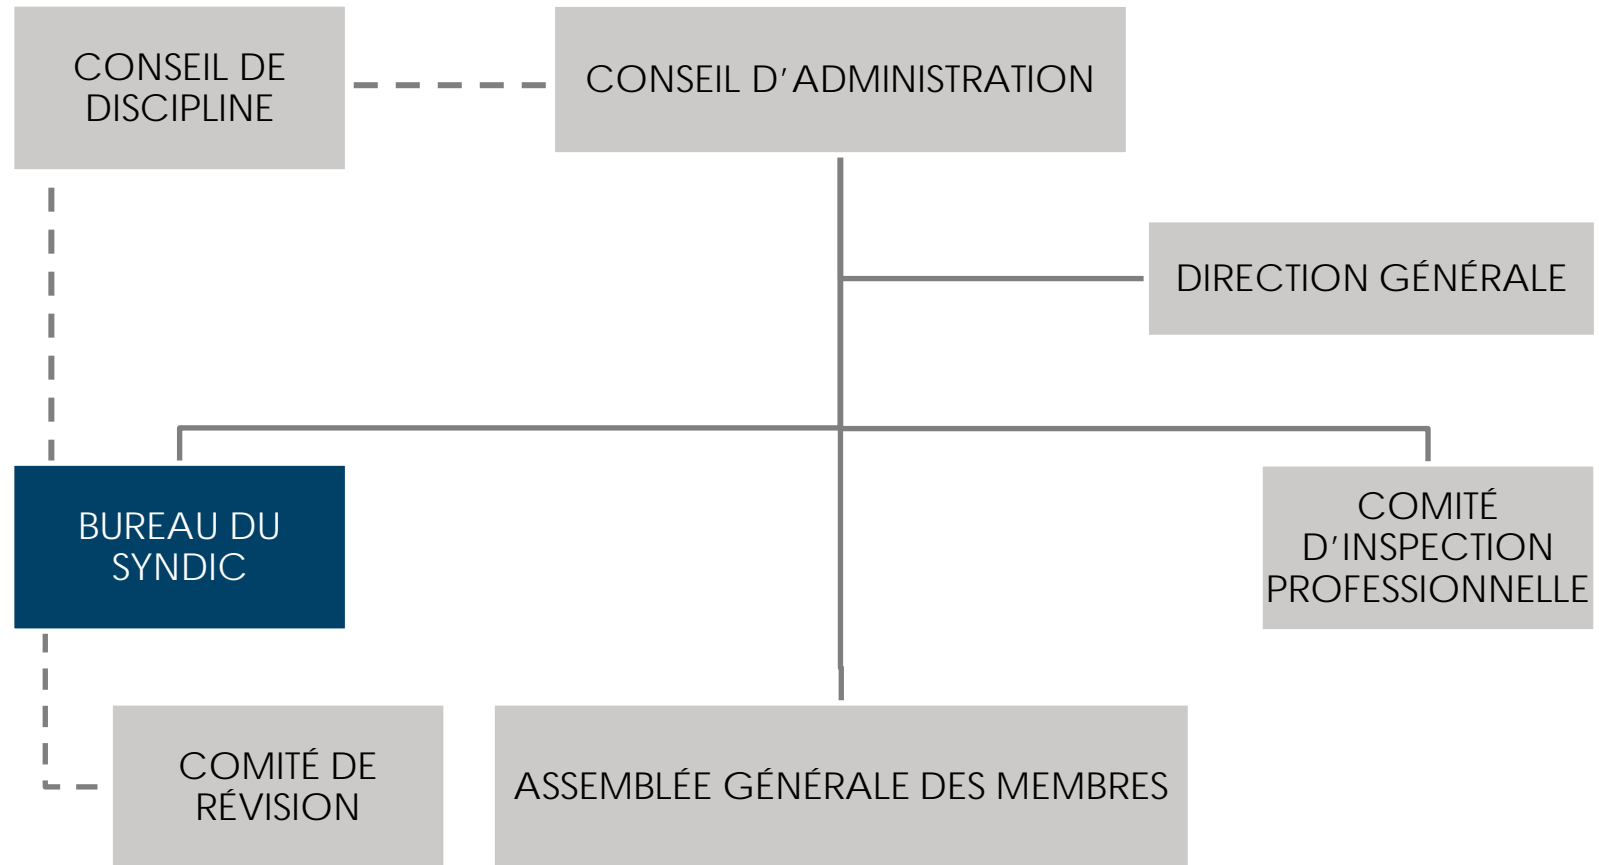 CONSEIL DE
DISCIPLINE
CONSEIL D’ADMINISTRATION
DIRECTION GÉNÉRALE
BUREAU DU
SYNDIC
COMITÉ
D’INSPECTION
PROFESSIONNELLE
COMITÉ DE
RÉVISION
ASSEMBLÉE GÉNÉRALE DES MEMBRES